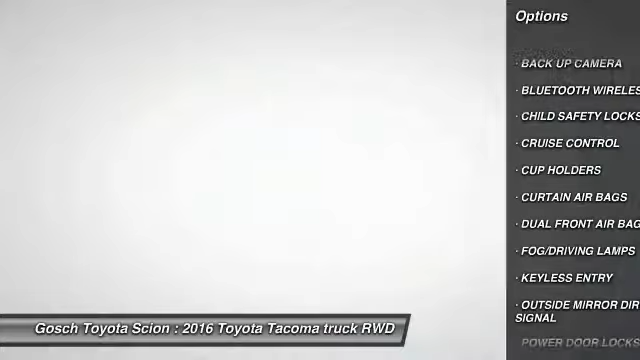 Options
· BACK UP CAMERA
· BLUETOOTH WIRELES
· CHILD SAFETY LOCKS
· CRUISE CONTROL
· CUP HOLDERS
· CURTAIN AIR BAGS
· DUAL FRONT AIR BAG
· FOG/DRIVING LAMPS
· KEYLESS ENTRY
· OUTSIDE MIRROR DIR
SIGNAL
· POWER DOOR LOCKS
Gosch Toyota Scion : 2016 Toyota Tacoma truck RWD